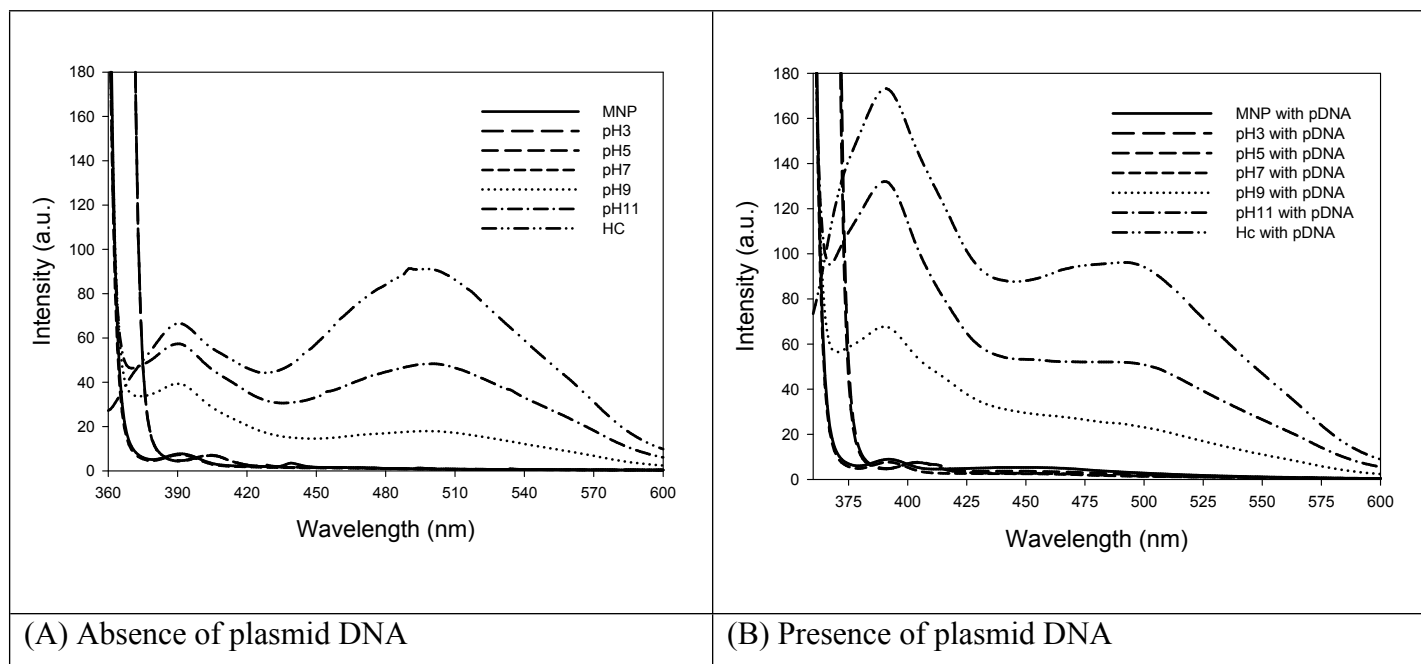 180
160
140
120
100
80
60
40
20
0
Intensity (a.u.)
360 390 420 450 480 510 540 570 600
Wavelength (nm)
MNP
pH3
pH5
pH7
pH9
pH11
HC
180
160
140
120
100
80
60
40
20
0
Intensity (a.u.)
375 400 425 450 475 500 525 550 575 600
Wavelength (nm)
MNP with pDNA
pH3 with pDNA
pH5 with pDNA
pH7 with pDNA
pH9 with pDNA
pH11 with pDNA
Hc with pDNA
(A) Absence of plasmid DNA
(B) Presence of plasmid DNA